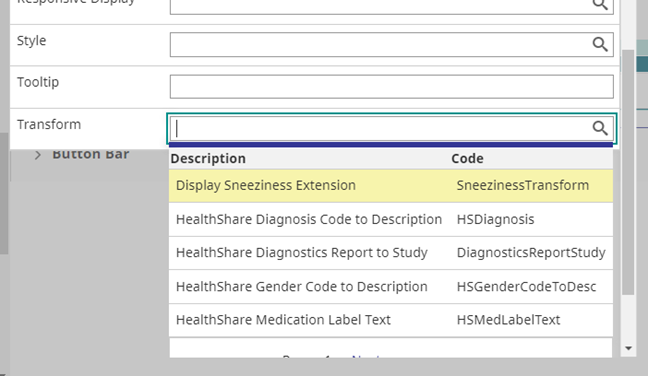 Responsive Display
Style
Tooltip
Transform
Button Bar
Description Code
Display Sneeziness Extension SneezinessTransform
HealthShare Diagnosis Code to Description HSDiagnosis
HealthShare Diagnostics Report to Study DiagnosticsReportStudy
HealthShare Gender Code to Description HSGenderCodeToDesc
HealthShare Medication Label Text HSMedLabelText